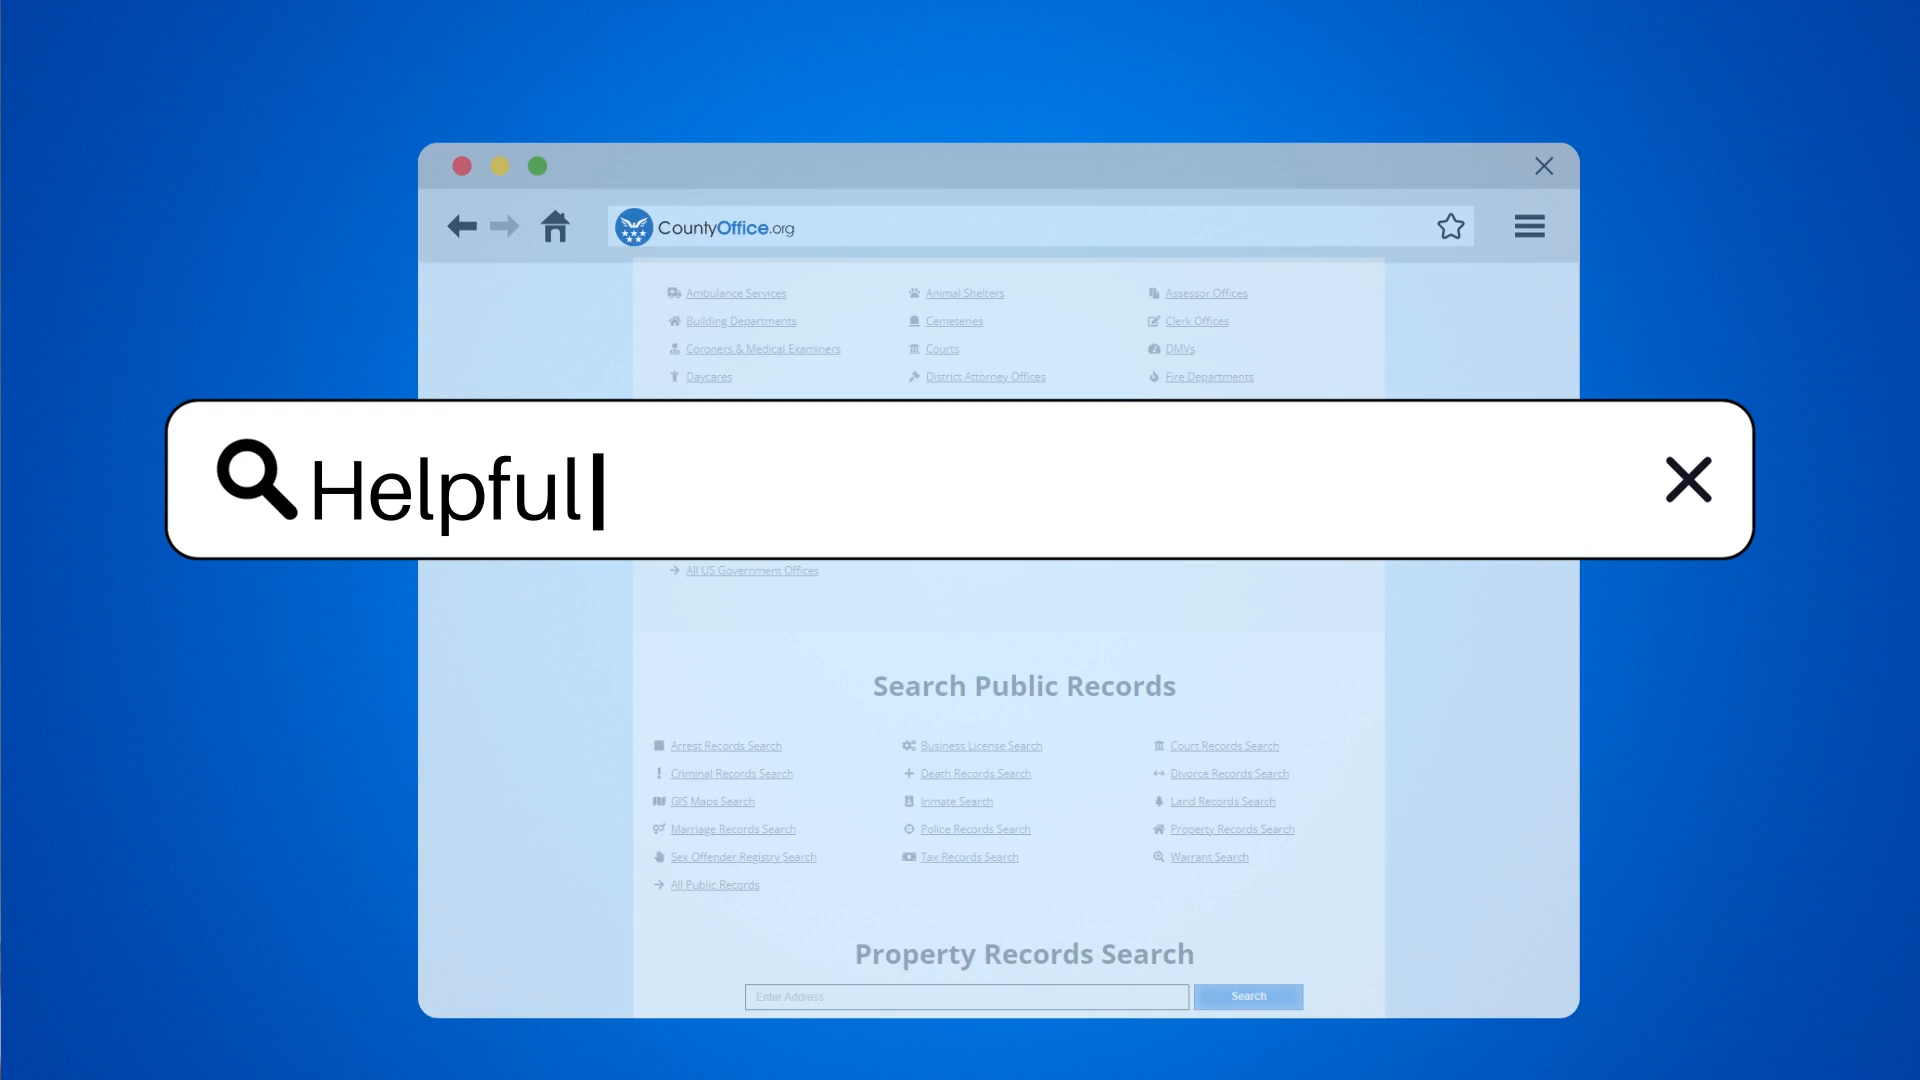 CountyOffice.org
Ambulance Services Animal Shelters Assessor Offices
Building Departments Cemeteries Clerk Offices
Coroners & Medical Examiners Courts DMVs
Daycares District Attorney Offices Fire Departments
Helpful
All US Government Offices
Search Public Records
Arrest Records Search Business License Search Court Records Search
Criminal Records Search Death Records Search Divorce Records Search
GIS Maps Search Inmate Search Land Records Search
Marriage Records Search Police Records Search Property Records Search
Sex Offender Registry Search Tax Records Search Warrant Search
All Public Records
Property Records Search
Enter Address Search